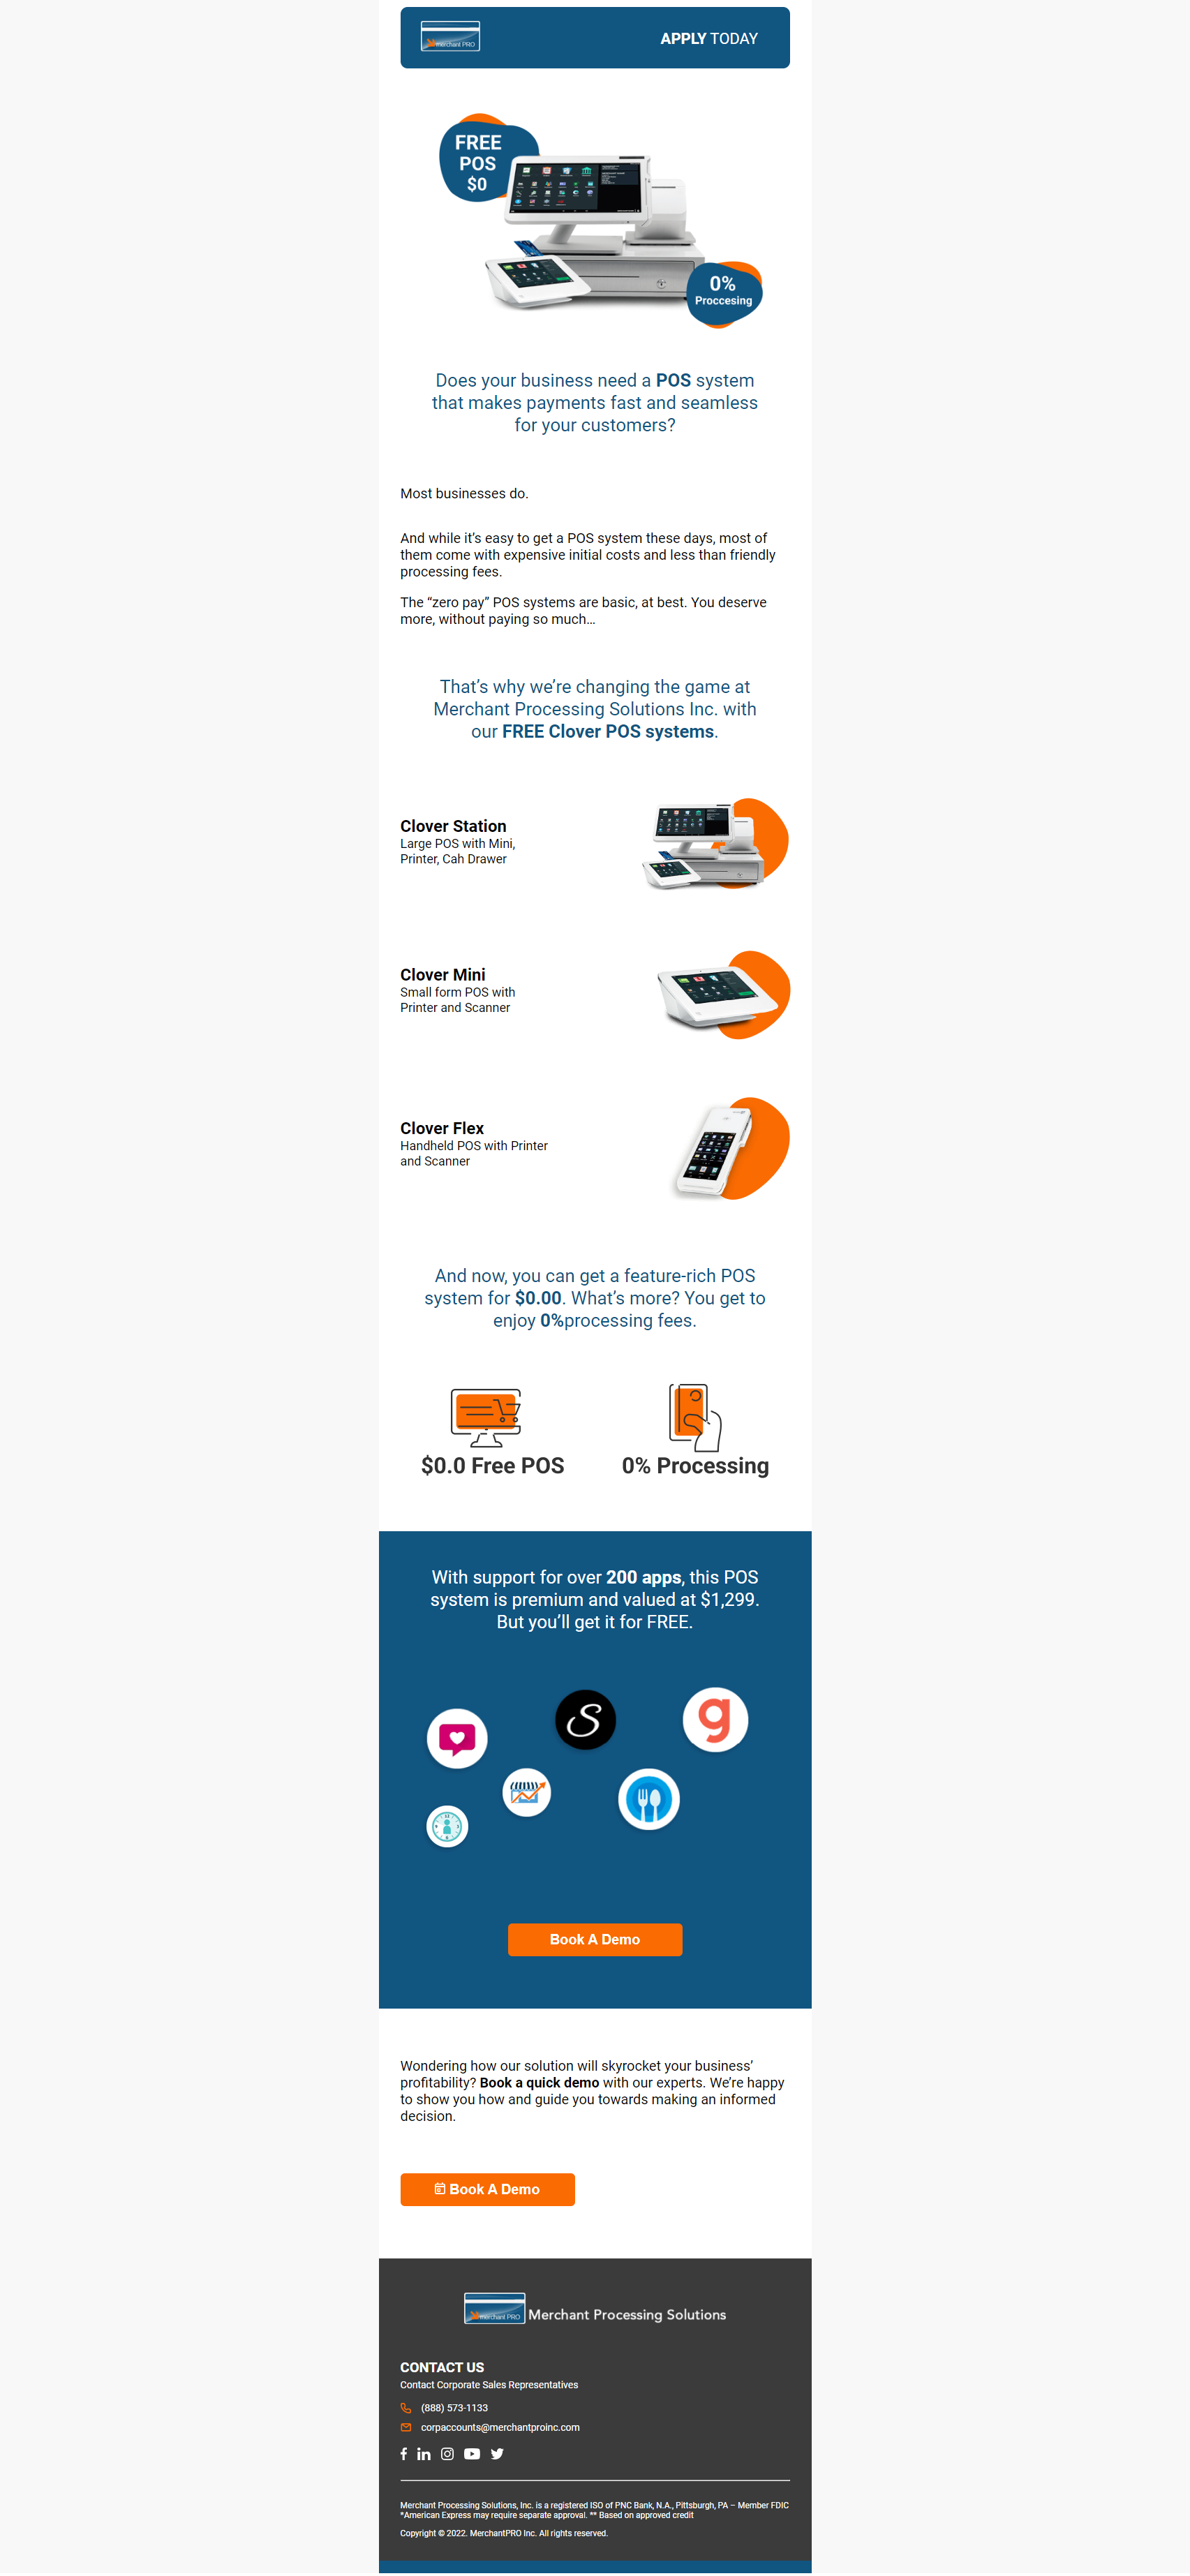 merchant PRO
APPLY TODAY
FREE
POS
$0
0%
Proccesing
Does your business need a POS system
that makes payments fast and seamless
for your customers?
Most businesses do.
And while it’s easy to get a POS system these days, most of
them come with expensive initial costs and less than friendly
processing fees.
The “zero pay” POS systems are basic, at best. You deserve
more, without paying so much…
That’s why we’re changing the game at
Merchant Processing Solutions Inc. with
our FREE Clover POS systems.
Clover Station
Large POS with Mini,
Printer, Cah Drawer
Clover Mini
Small form POS with
Printer and Scanner
Clover Flex
Handheld POS with Printer
and Scanner
And now, you can get a feature-rich POS
system for $0.00. What’s more? You get to
enjoy 0%processing fees.
$0.0 Free POS
0% Processing
With support for over 200 apps, this POS
system is premium and valued at $1,299.
But you’ll get it for FREE.
S
g
Book A Demo
Wondering how our solution will skyrocket your business’
profitability? Book a quick demo with our experts. We’re happy
to show you how and guide you towards making an informed
decision.
Book A Demo
merchant PRO Merchant Processing Solutions
CONTACT US
Contact Corporate Sales Representatives
(888) 573-1133
corpaccounts@merchantproinc.com
Merchant Processing Solutions, Inc. is a registered ISO of PNC Bank, N.A., Pittsburgh, PA – Member FDIC
*American Express may require separate approval. ** Based on approved credit
Copyright © 2022. MerchantPRO Inc. All rights reserved.